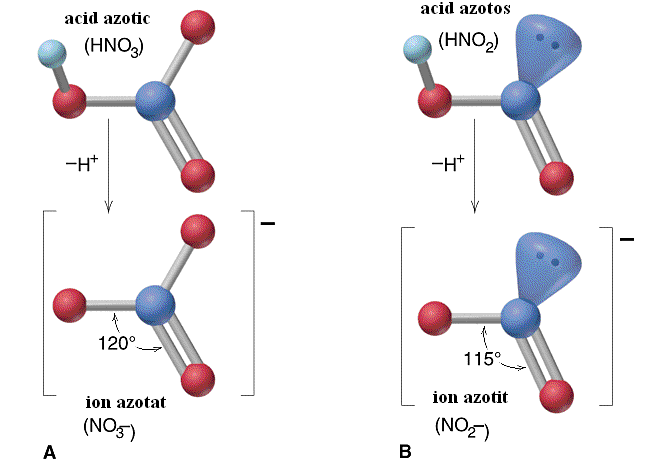 acid azotic
(HNO3)
−H+
−
120°
ion azotat
(NO3−)
A
acid azotos
(HNO2)
−H+
−
115°
ion azotit
(NO2−)
B